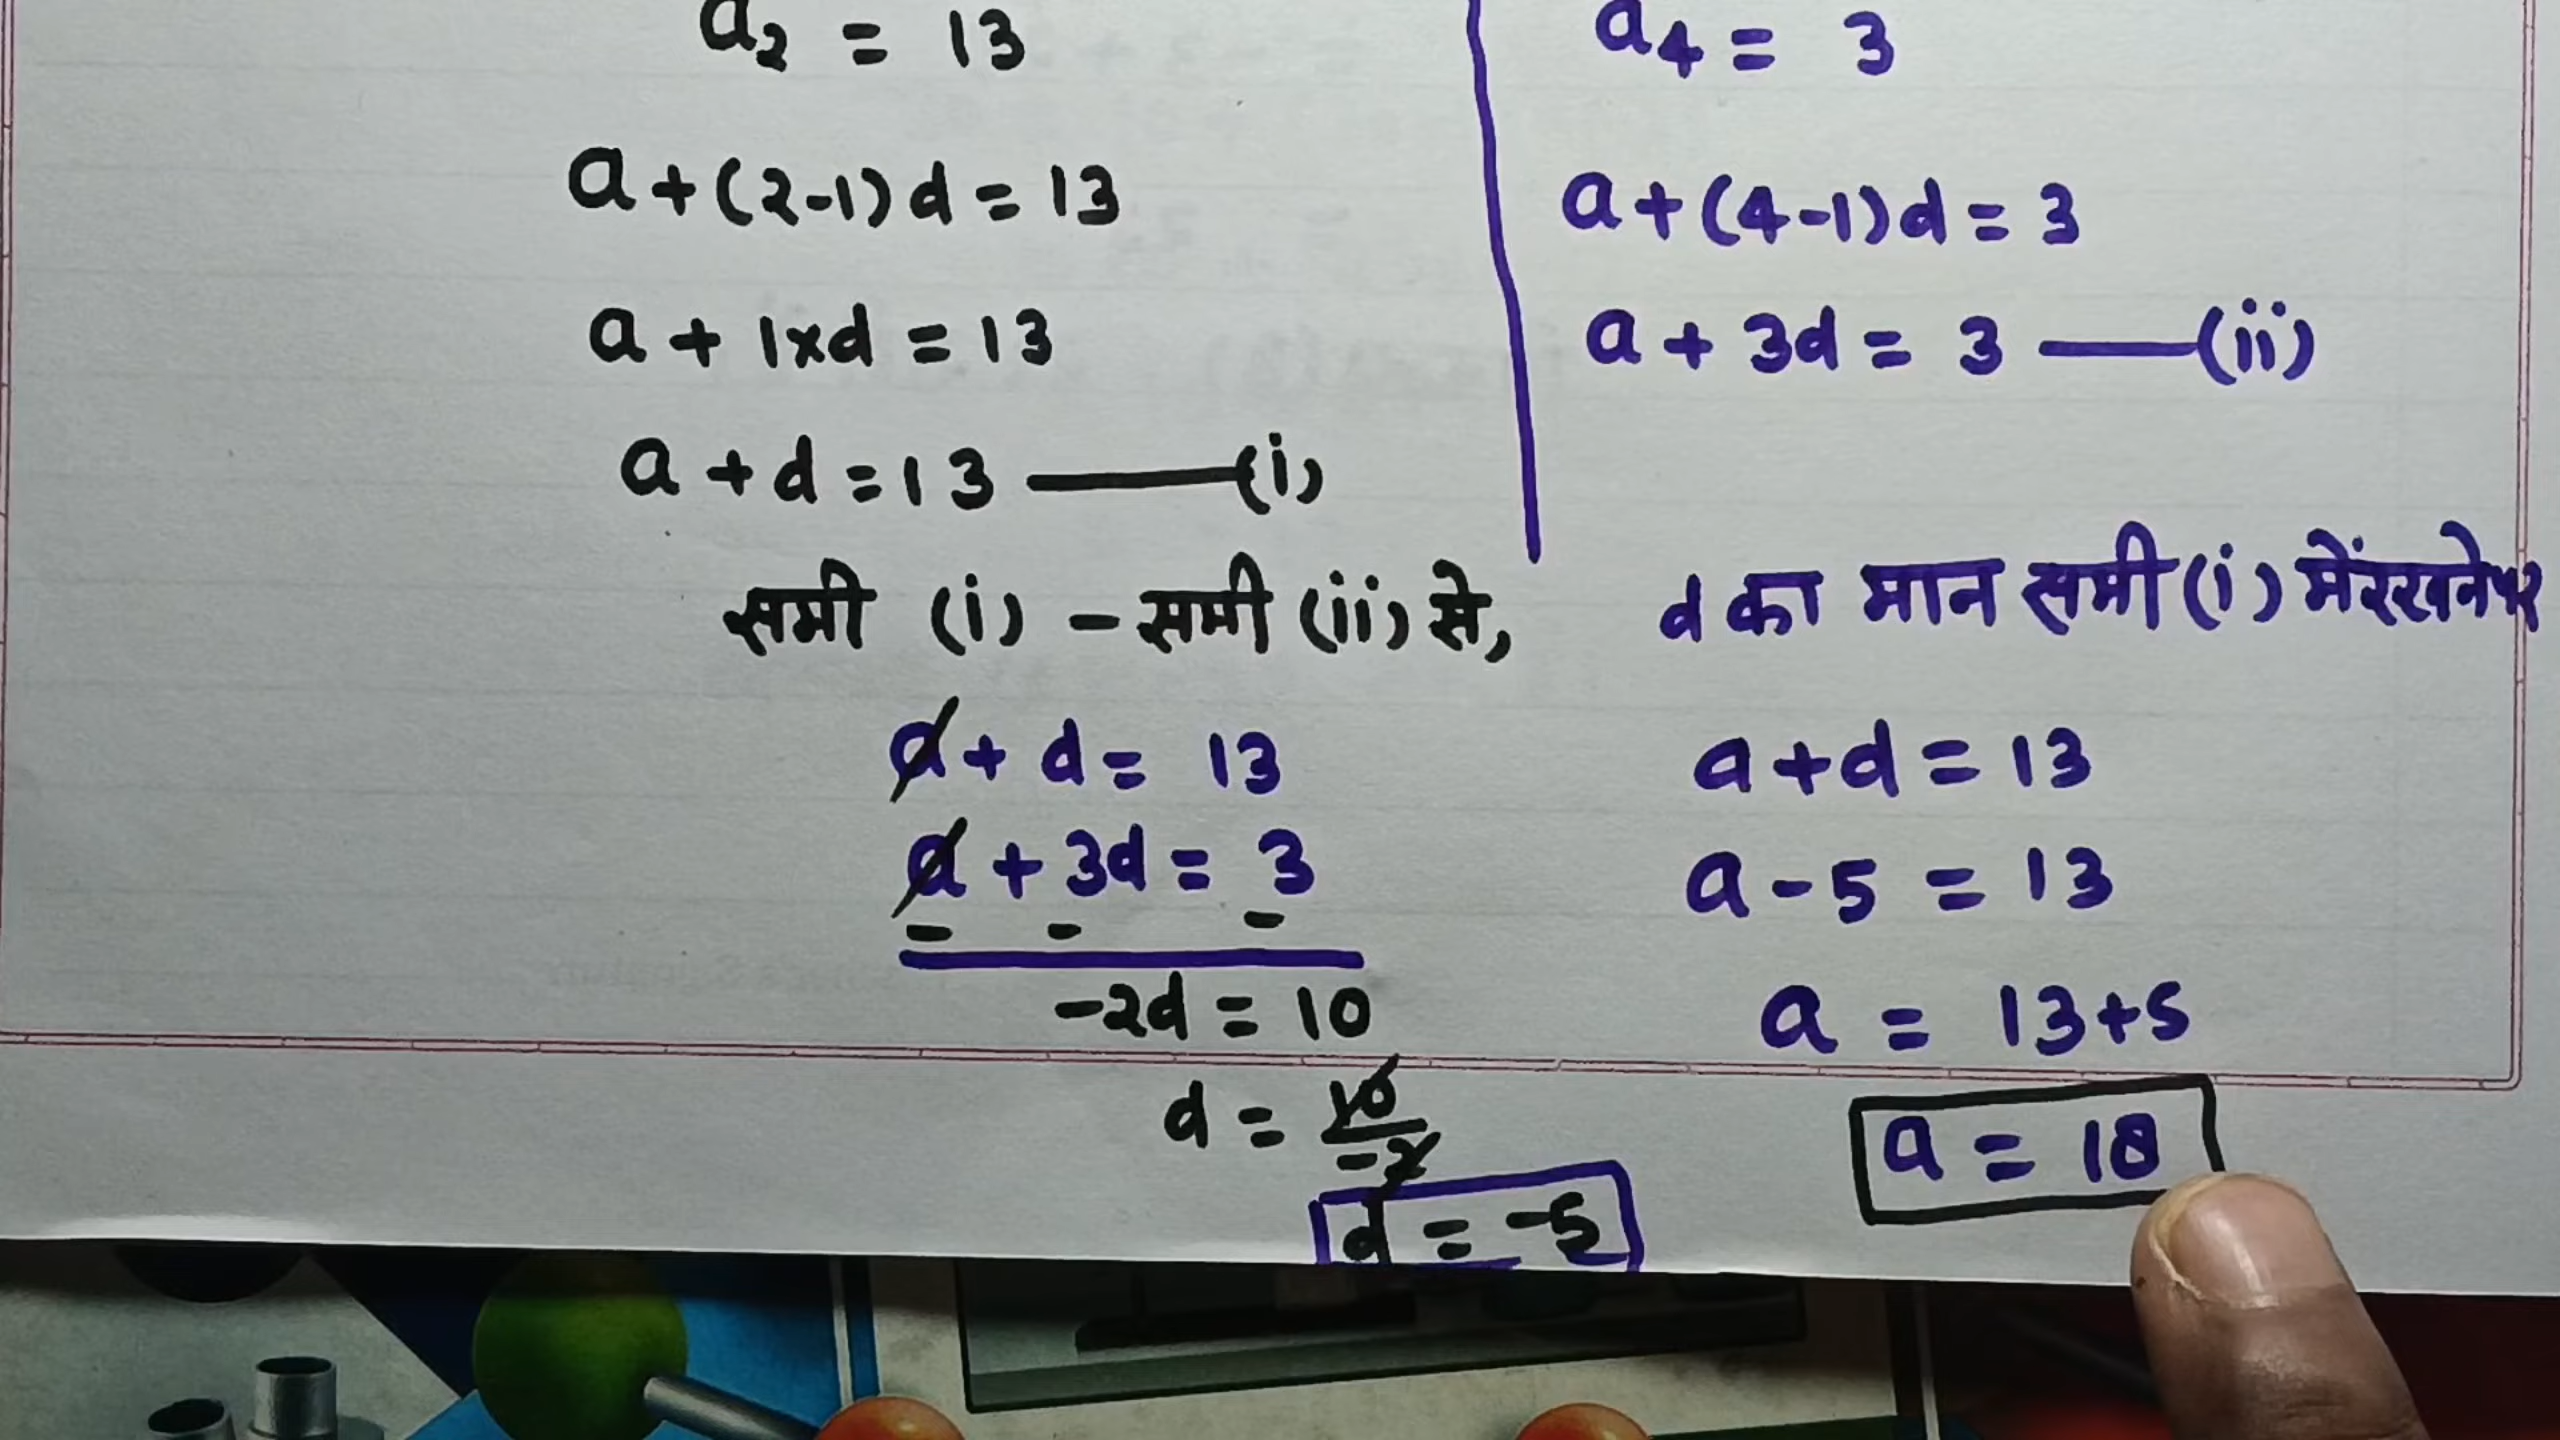 a₂ = 13
a+(2-1)d=13
a + 1×d = 13
a + d = 13 —(i)
समी (i) - समी (ii) से,
a + d = 13
a + 3d = 3
- - -
-2d = 10
d = 10/-2
d = -5
a₄ = 3
a+(4-1)d=3
a + 3d = 3 —(ii)
d का मान समी (i) में रखने पर
a + d = 13
a - 5 = 13
a = 13+5
a = 18